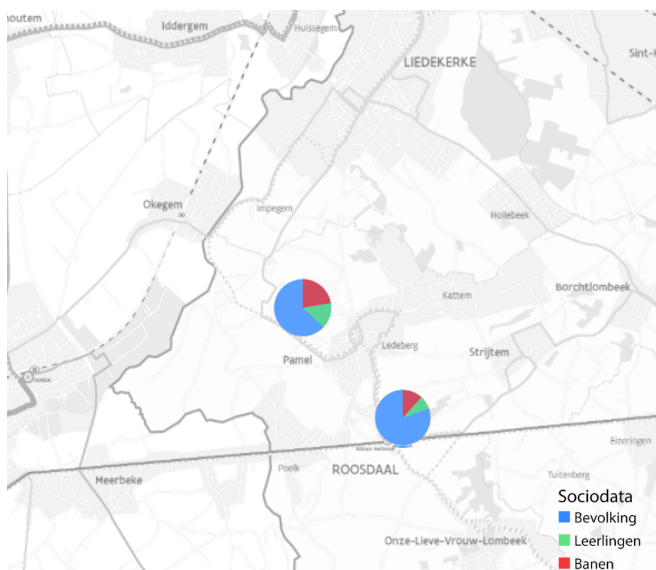 outem
Iddergem
Huissegem
LIEDEKERKE
Sint-K
Okegem
Impegem
Hollebeek
Borchtlombeek
Kattem
Ledeberg
Pamel
Strijtem
Eizeringen
Meerbeke
Poelk
ROOSDAAL
Tuitenberg
Onze-Lieve-Vrouw-Lombeek
Sociodata
Bevolking
Leerlingen
Banen